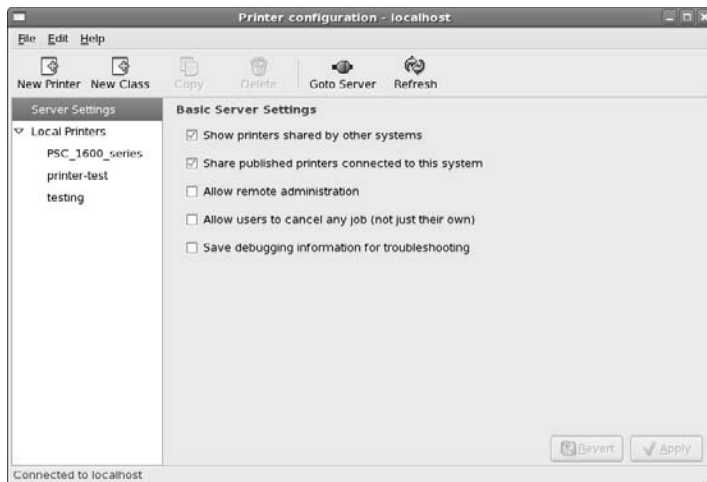 Printer configuration - localhost
File Edit Help
New Printer New Class Copy Delete Goto Server Refresh
Server Settings
Local Printers
PSC_1600_series
printer-test
testing
Basic Server Settings
Show printers shared by other systems
Share published printers connected to this system
Allow remote administration
Allow users to cancel any job (not just their own)
Save debugging information for troubleshooting
Revert Apply
Connected to localhost